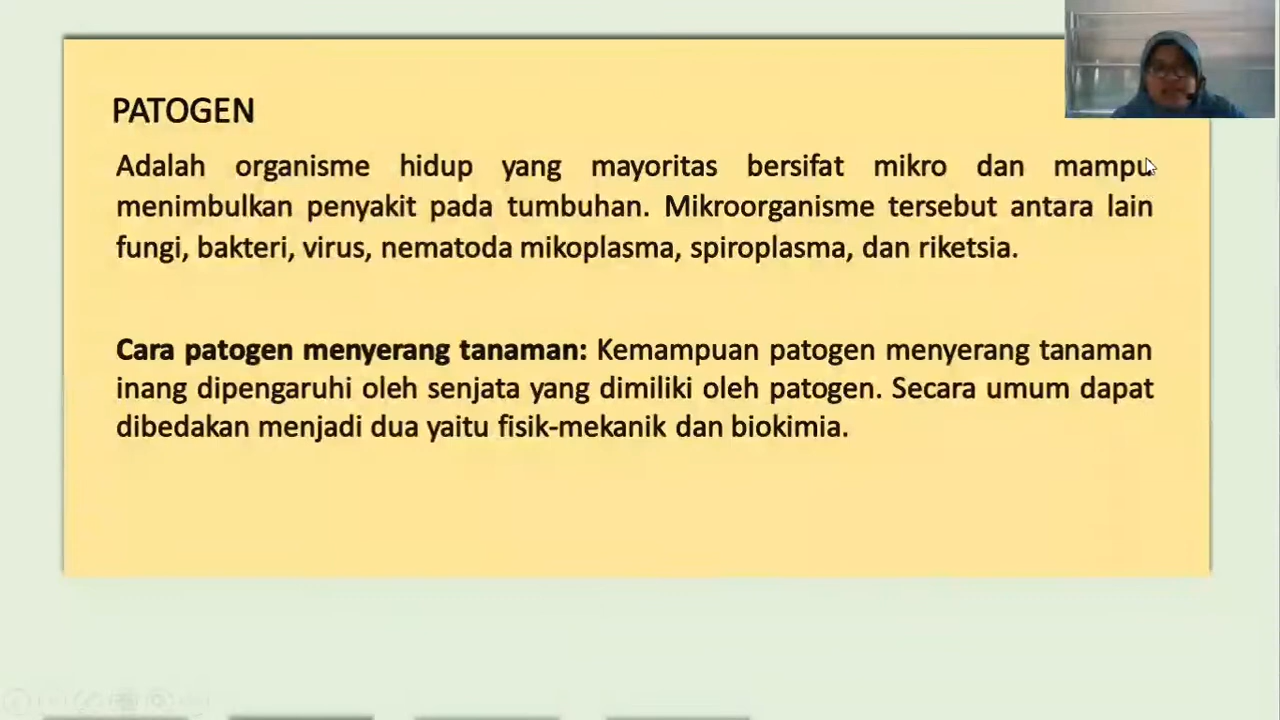 PATOGEN
Adalah organisme hidup yang mayoritas bersifat mikro dan mampu
menimbulkan penyakit pada tumbuhan. Mikroorganisme tersebut antara lain
fungi, bakteri, virus, nematoda mikoplasma, spiroplasma, dan riketsia.
Cara patogen menyerang tanaman: Kemampuan patogen menyerang tanaman
inang dipengaruhi oleh senjata yang dimiliki oleh patogen. Secara umum dapat
dibedakan menjadi dua yaitu fisik-mekanik dan biokimia.